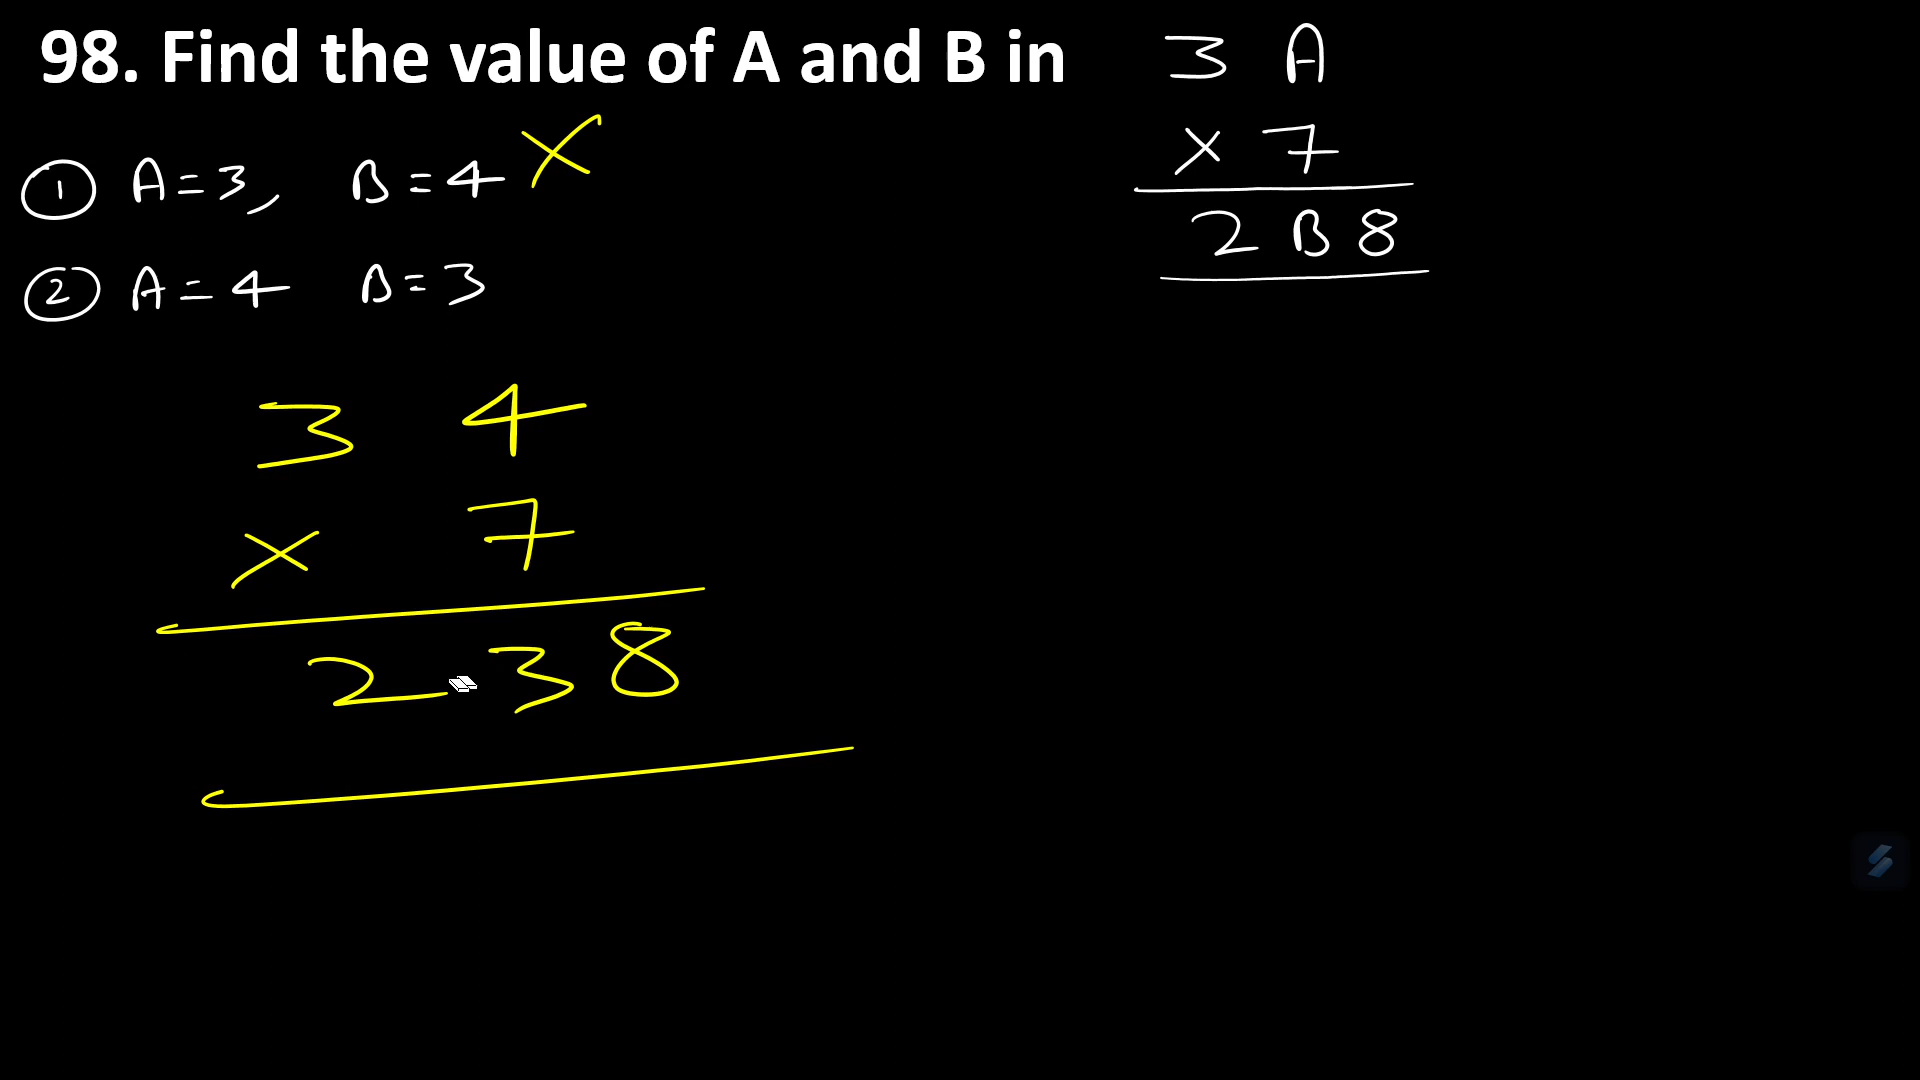 98. Find the value of A and B in
3 A
× 7
2 B 8
① A = 3, B = 4 ×
② A = 4 B = 3
3 4
× 7
2 3 8